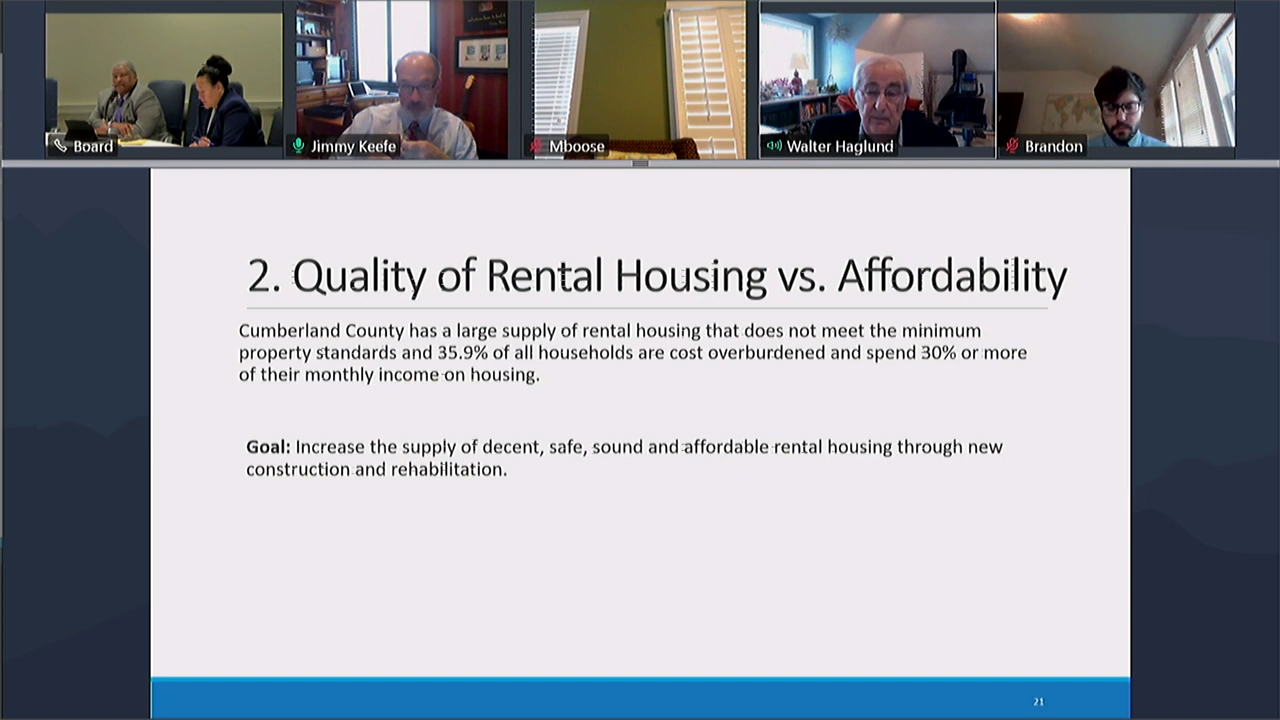 Board
Jimmy Keefe
Mboose
Walter Haglund
Brandon
2. Quality of Rental Housing vs. Affordability
Cumberland County has a large supply of rental housing that does not meet the minimum
property standards and 35.9% of all households are cost overburdened and spend 30% or more
of their monthly income on housing.
Goal: Increase the supply of decent, safe, sound and affordable rental housing through new
construction and rehabilitation.
21